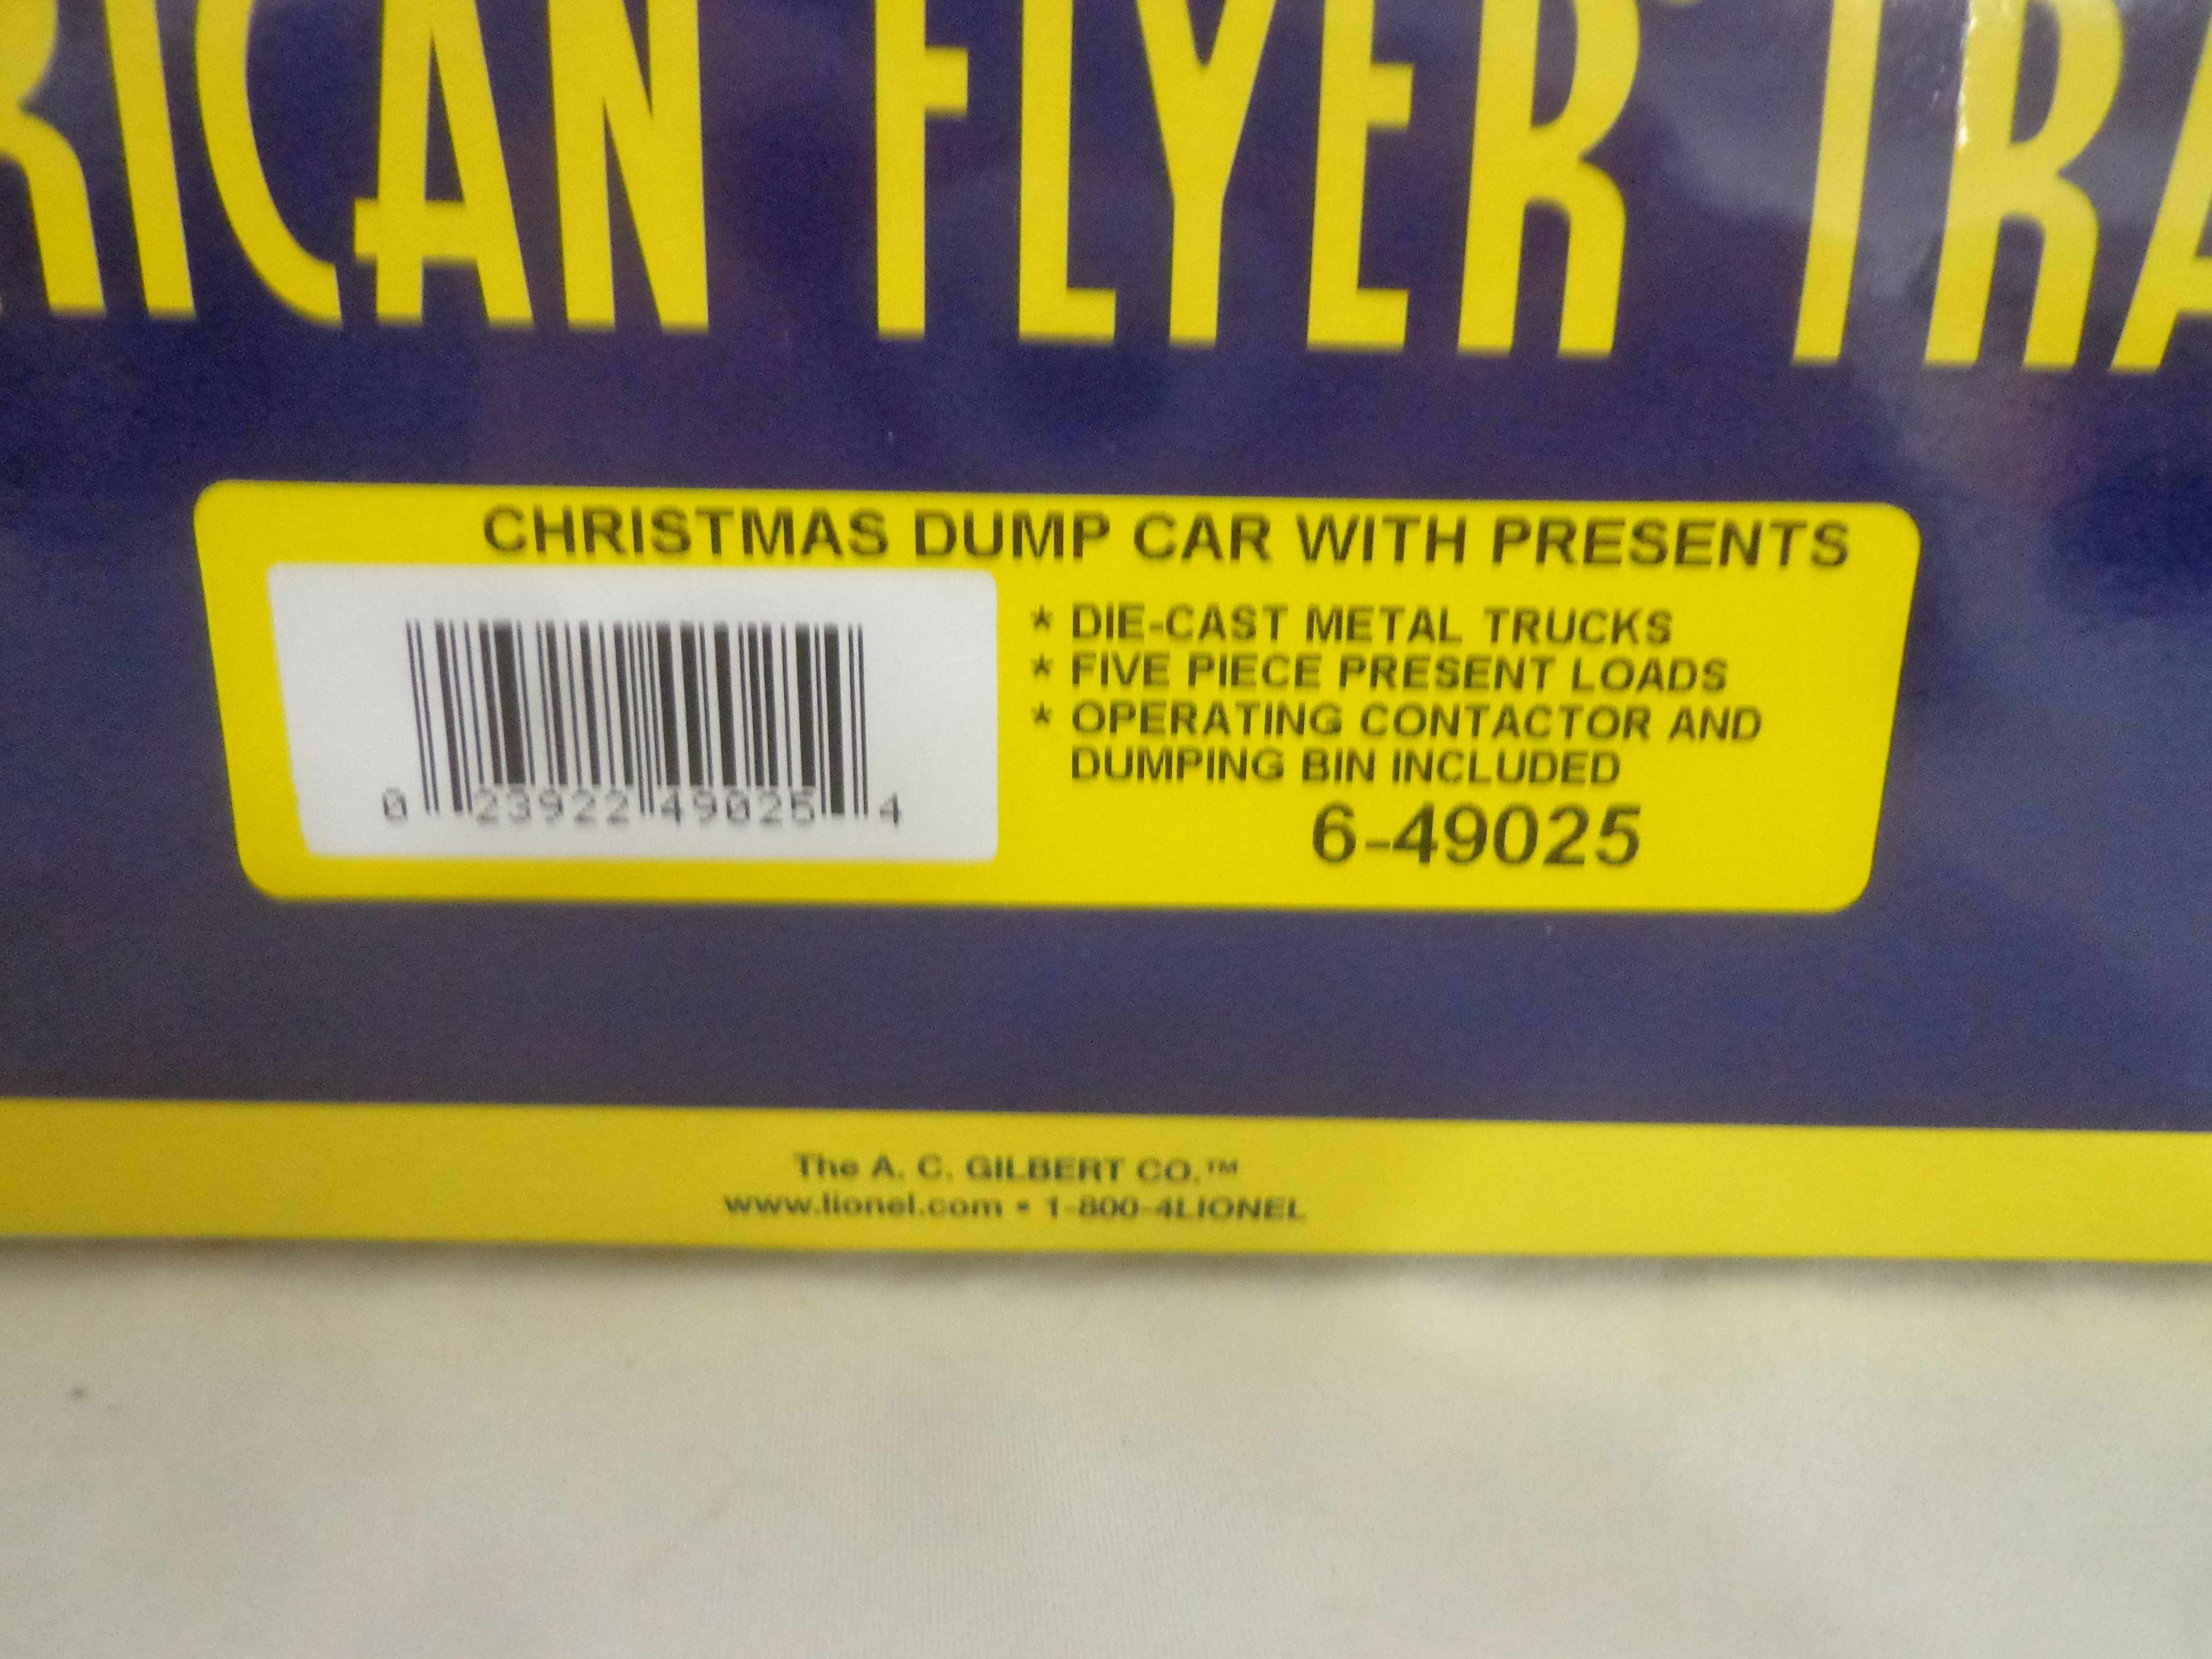 RICAN FLYER® TRA
CHRISTMAS DUMP CAR WITH PRESENTS
* DIE-CAST METAL TRUCKS
* FIVE PIECE PRESENT LOADS
* OPERATING CONTACTOR AND
DUMPING BIN INCLUDED
6-49025
0 23922 49025 4
The A. C. GILBERT CO.™
www.lionel.com • 1-800-4LIONEL